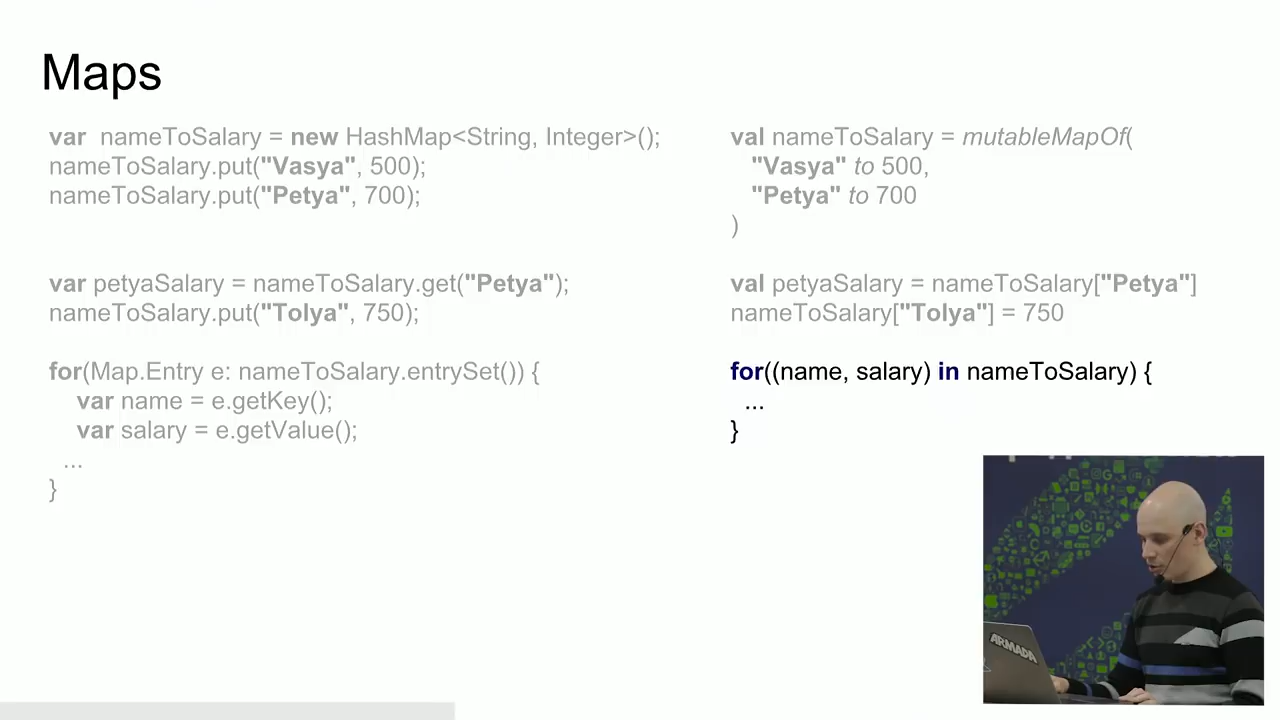 Maps
var  nameToSalary = new HashMap<String, Integer>();
nameToSalary.put("Vasya", 500);
nameToSalary.put("Petya", 700);
var petyaSalary = nameToSalary.get("Petya");
nameToSalary.put("Tolya", 750);
for(Map.Entry e: nameToSalary.entrySet()) {
    var name = e.getKey();
    var salary = e.getValue();
  ...
}
val nameToSalary = mutableMapOf(
   "Vasya" to 500,
   "Petya" to 700
)
val petyaSalary = nameToSalary["Petya"]
nameToSalary["Tolya"] = 750
for((name, salary) in nameToSalary) {
  ...
}
ARMADA